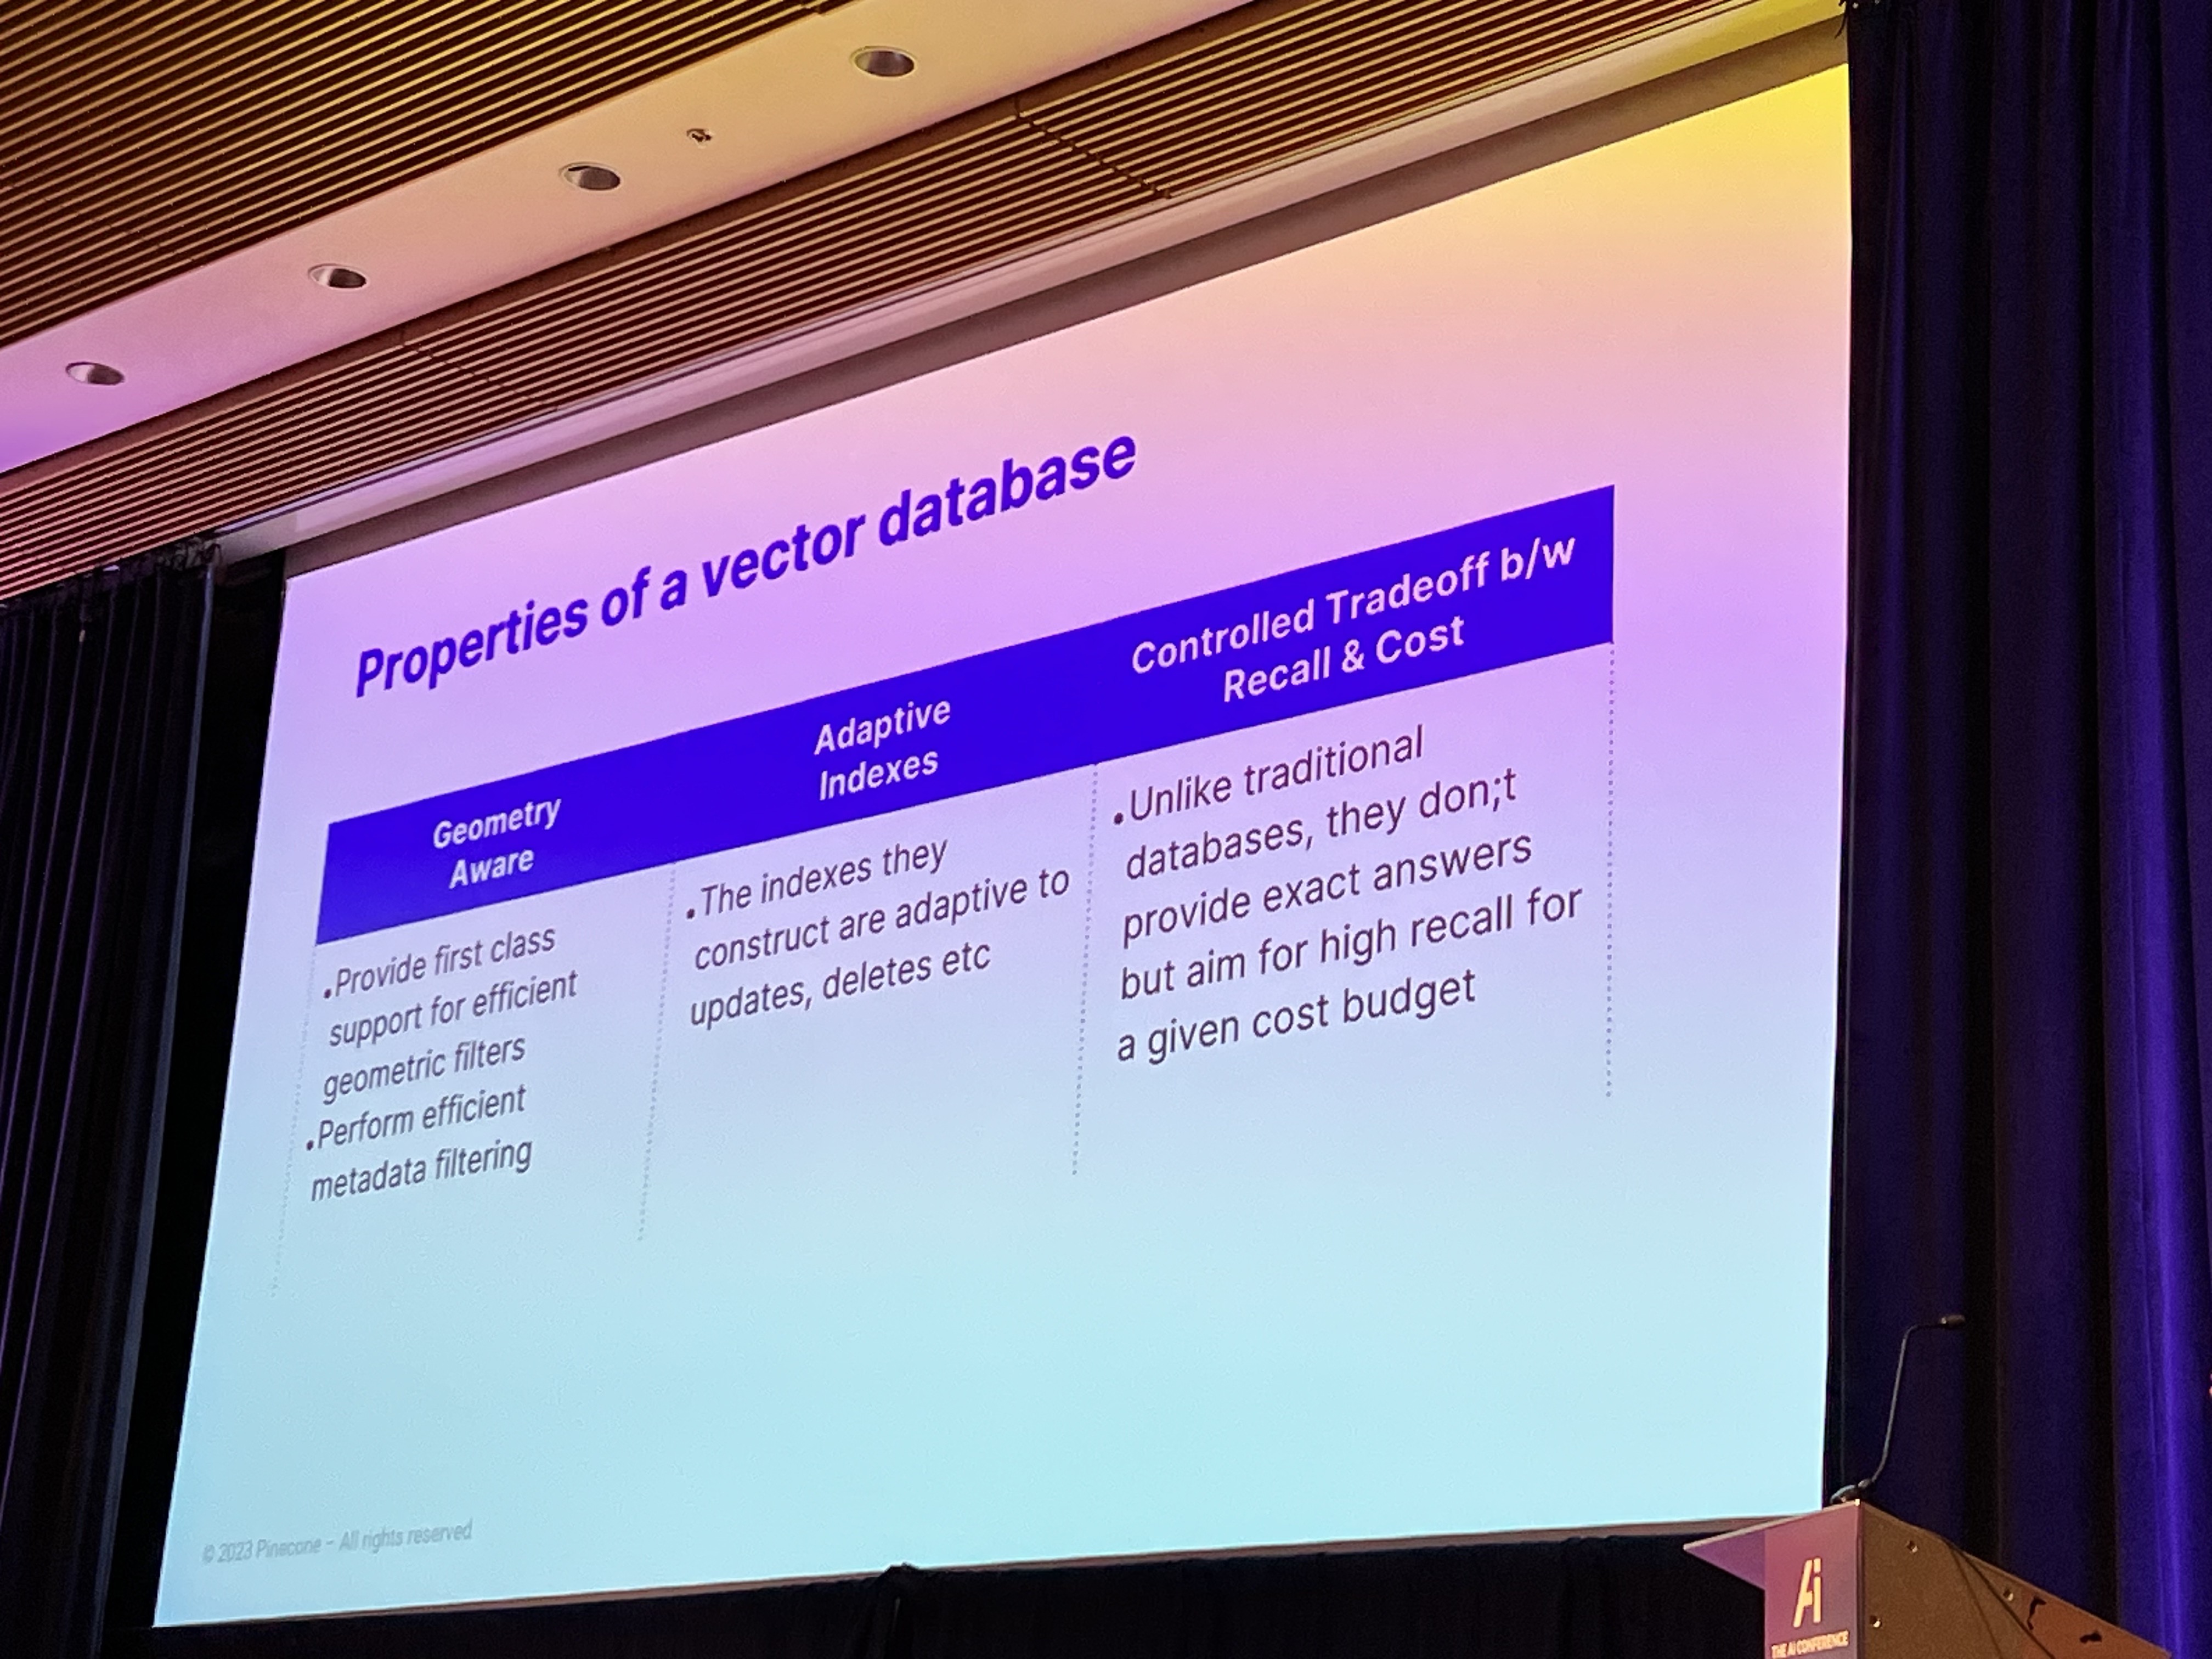 Properties of a vector database
Geometry
Aware
Adaptive
Indexes
Controlled Tradeoff b/w
Recall & Cost
•Provide first class
support for efficient
geometric filters
•Perform efficient
metadata filtering
•The indexes they
construct are adaptive to
updates, deletes etc
•Unlike traditional
databases, they don;t
provide exact answers
but aim for high recall for
a given cost budget
© 2023 Pinecone – All rights reserved
Ai
THE AI CONFERENCE